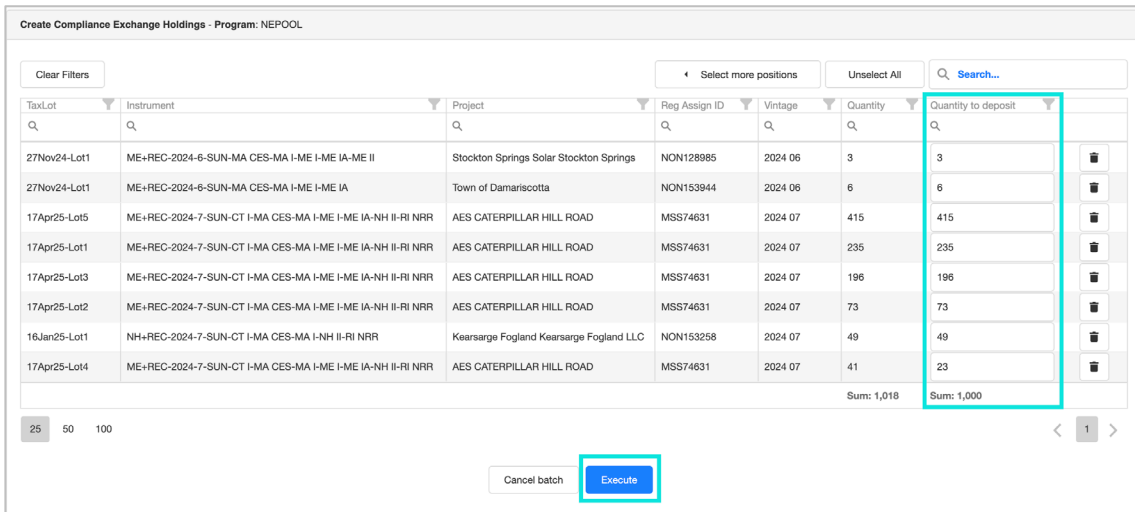 Create Compliance Exchange Holdings - Program: NEPOOL
Clear Filters Select more positions Unselect All Search...
TaxLot Instrument Project Reg Assign ID Vintage Quantity Quantity to deposit
27Nov24-Lot1 ME+REC-2024-6-SUN-MA CES-MA I-ME I-ME IA-ME II Stockton Springs Solar Stockton Springs NON128985 2024 06 3 3
27Nov24-Lot1 ME+REC-2024-6-SUN-MA CES-MA I-ME I-ME IA Town of Damariscotta NON153944 2024 06 6 6
17Apr25-Lot5 ME+REC-2024-7-SUN-CT I-MA CES-MA I-ME I-ME IA-NH II-RI NRR AES CATERPILLAR HILL ROAD MSS74631 2024 07 415 415
17Apr25-Lot1 ME+REC-2024-7-SUN-CT I-MA CES-MA I-ME I-ME IA-NH II-RI NRR AES CATERPILLAR HILL ROAD MSS74631 2024 07 235 235
17Apr25-Lot3 ME+REC-2024-7-SUN-CT I-MA CES-MA I-ME I-ME IA-NH II-RI NRR AES CATERPILLAR HILL ROAD MSS74631 2024 07 196 196
17Apr25-Lot2 ME+REC-2024-7-SUN-CT I-MA CES-MA I-ME I-ME IA-NH II-RI NRR AES CATERPILLAR HILL ROAD MSS74631 2024 07 73 73
16Jan25-Lot1 NH+REC-2024-7-SUN-CT I-MA CES-MA I-NH II-RI NRR Kearsarge Fogland Kearsarge Fogland LLC NON153258 2024 07 49 49
17Apr25-Lot4 ME+REC-2024-7-SUN-CT I-MA CES-MA I-ME I-ME IA-NH II-RI NRR AES CATERPILLAR HILL ROAD MSS74631 2024 07 41 23
Sum: 1,018 Sum: 1,000
25 50 100 1
Cancel batch Execute